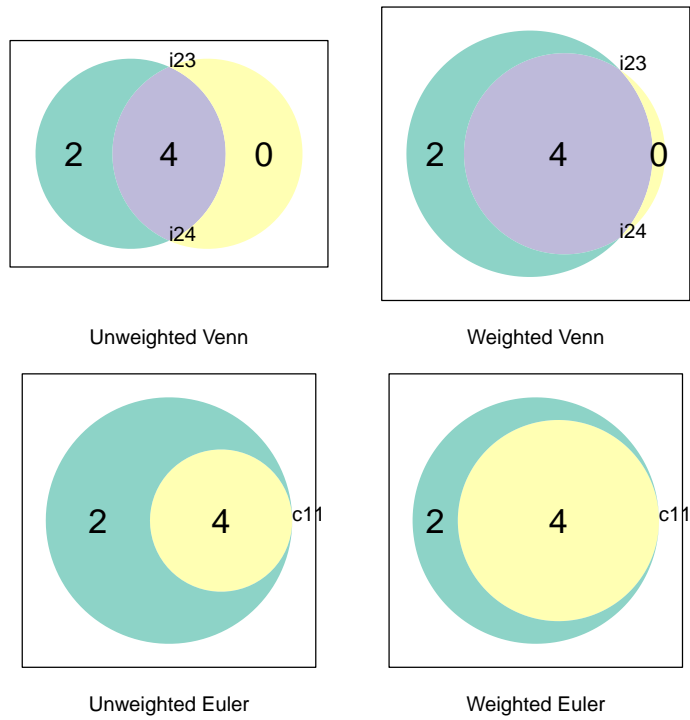 i23
2 4 0
i24
Unweighted Venn
i23
2 4 0
i24
Weighted Venn
2 4 c11
Unweighted Euler
2 4 c11
Weighted Euler